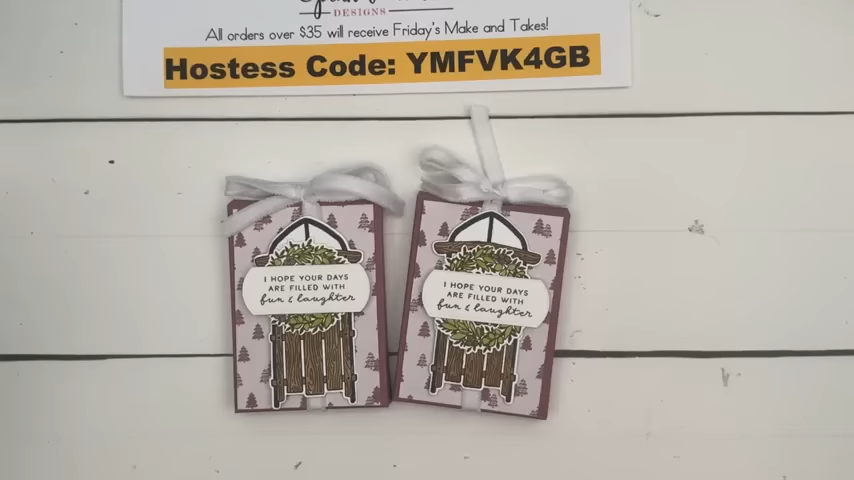 DESIGNS
All orders over $35 will receive Friday's Make and Takes!
Hostess Code: YMFVK4GB
I HOPE YOUR DAYS
ARE FILLED WITH
fun & laughter
I HOPE YOUR DAYS
ARE FILLED WITH
fun & laughter